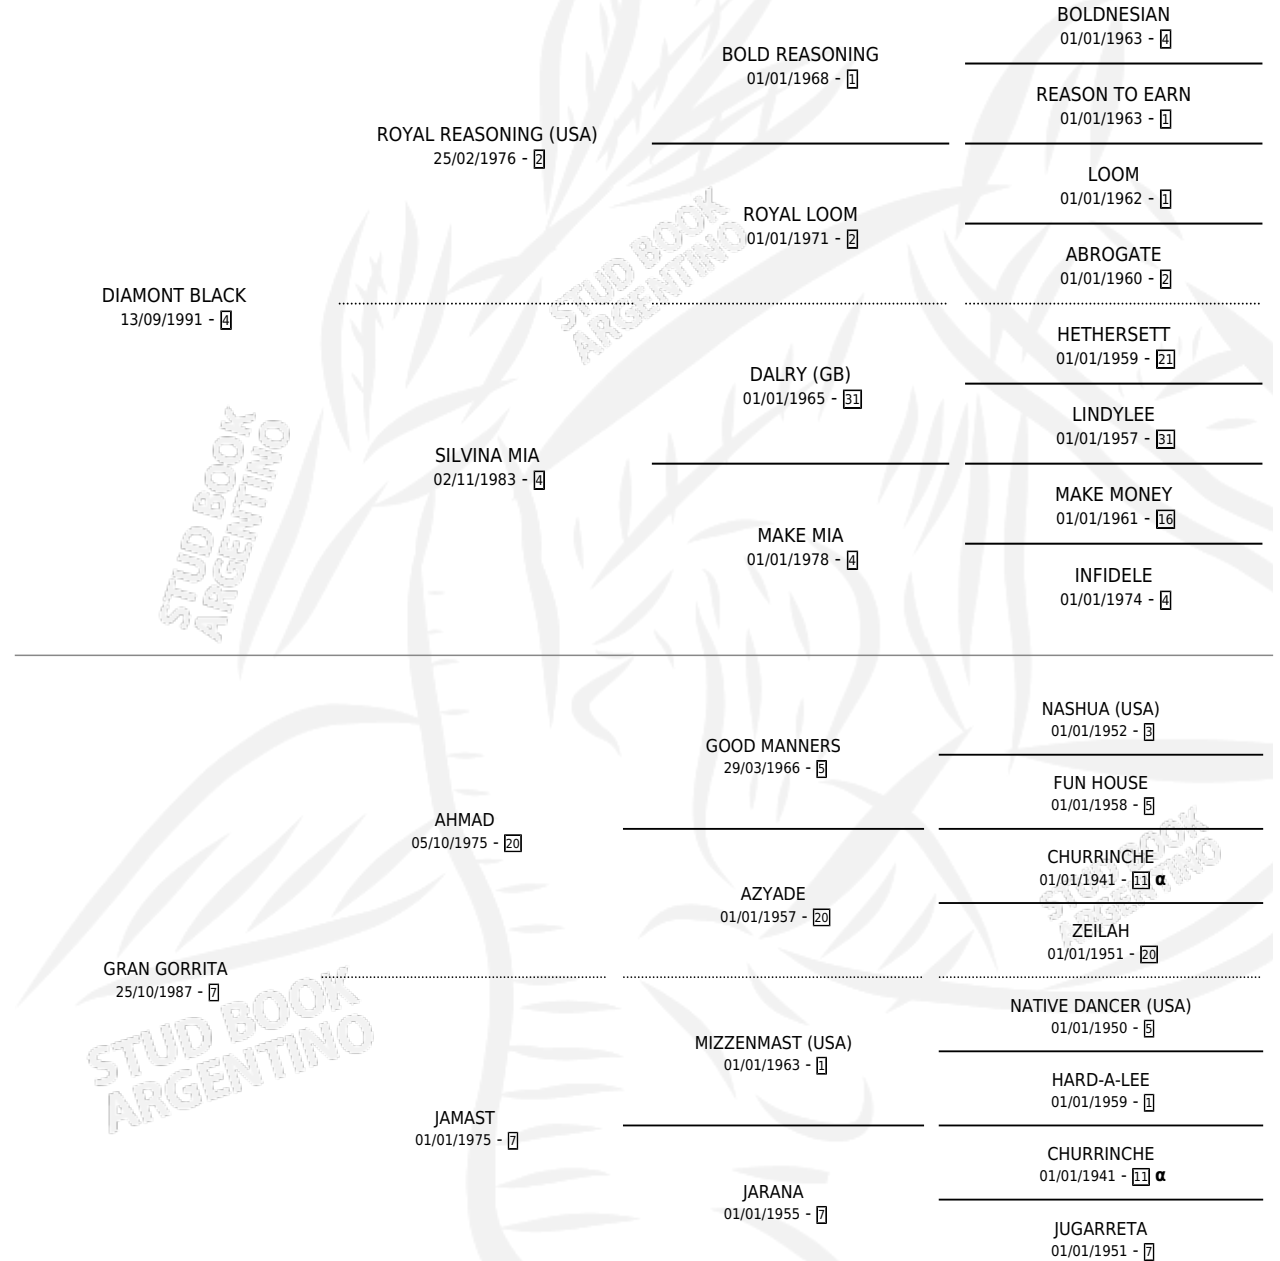 BOLDNESIAN
01/01/1963 - 4
BOLD REASONING
01/01/1968 - 1
REASON TO EARN
01/01/1963 - 1
ROYAL REASONING (USA)
25/02/1976 - 2
LOOM
01/01/1962 - 1
ROYAL LOOM
01/01/1971 - 2
ABROGATE
01/01/1960 - 2
STUD BOOK
ARGENTINO
DIAMONT BLACK
13/09/1991 - 4
HETHERSETT
01/01/1959 - 21
DALRY (GB)
01/01/1965 - 31
LINDYLEE
01/01/1957 - 31
SILVINA MIA
02/11/1983 - 4
MAKE MONEY
01/01/1961 - 16
MAKE MIA
01/01/1978 - 4
INFIDELE
01/01/1974 - 4
STUD BOOK
ARGENTINO
NASHUA (USA)
01/01/1952 - 3
GOOD MANNERS
29/03/1966 - 5
FUN HOUSE
01/01/1958 - 5
AHMAD
05/10/1975 - 20
CHURRINCHE
01/01/1941 - 11 α
AZYADE
01/01/1957 - 20
ZEILAH
01/01/1951 - 20
STUD BOOK
ARGENTINO
GRAN GORRITA
25/10/1987 - 7
NATIVE DANCER (USA)
01/01/1950 - 5
MIZZENMAST (USA)
01/01/1963 - 1
HARD-A-LEE
01/01/1959 - 1
STUD BOOK
ARGENTINO
JAMAST
01/01/1975 - 7
CHURRINCHE
01/01/1941 - 11 α
JARANA
01/01/1955 - 7
JUGARRETA
01/01/1951 - 7